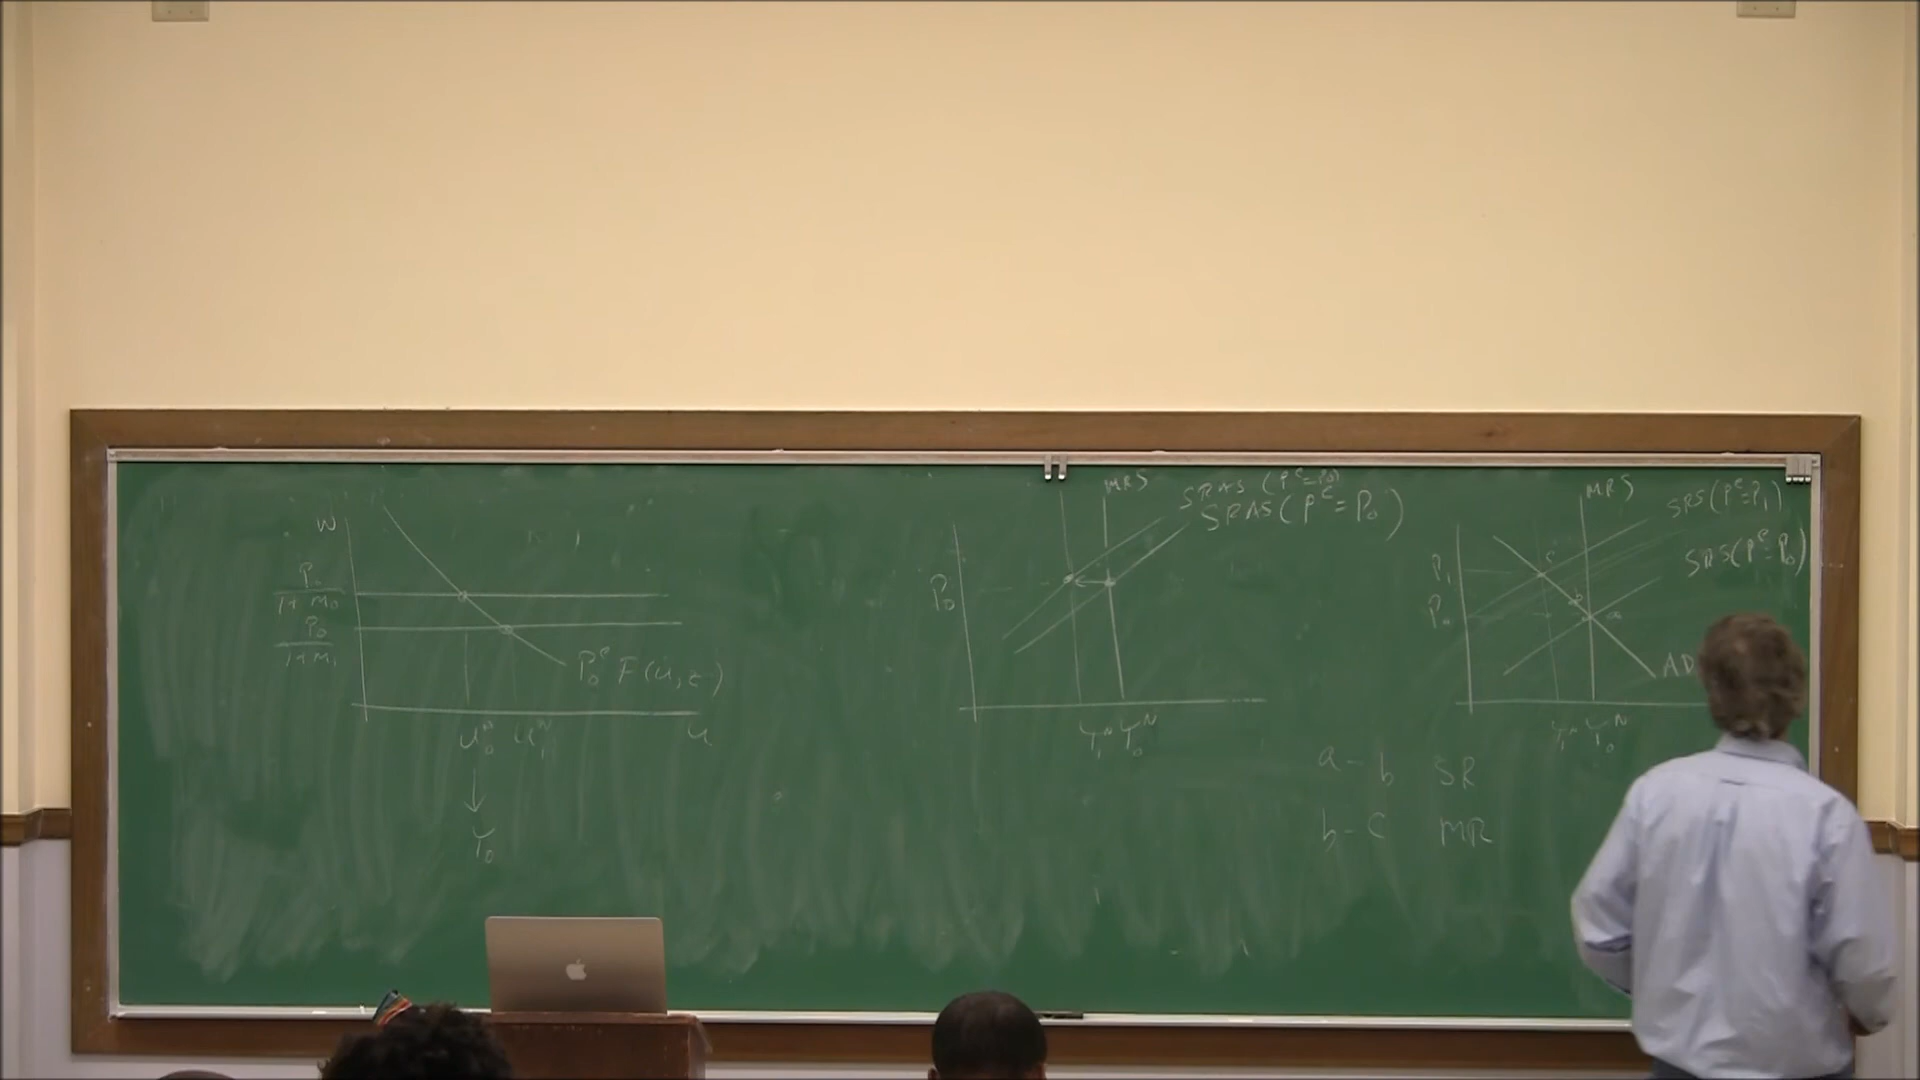 W
P₀
1+m₀
P₀
1+m₁
P₀ᵉ F(u,z)
u₀ᴺ u₁ᴺ
u
Y₀
MRS
SRAS (Pᵉ=P₀)
SRAS (Pᵉ=P₀)
P₀
Y₁ᴺ Y₀ᴺ
MRS
SRS(Pᵉ=P₁)
SRS(Pᵉ=P₀)
P₁
P₀
c
b
a
AD
Y₁ᴺ Y₀ᴺ
a - b SR
b - c MR